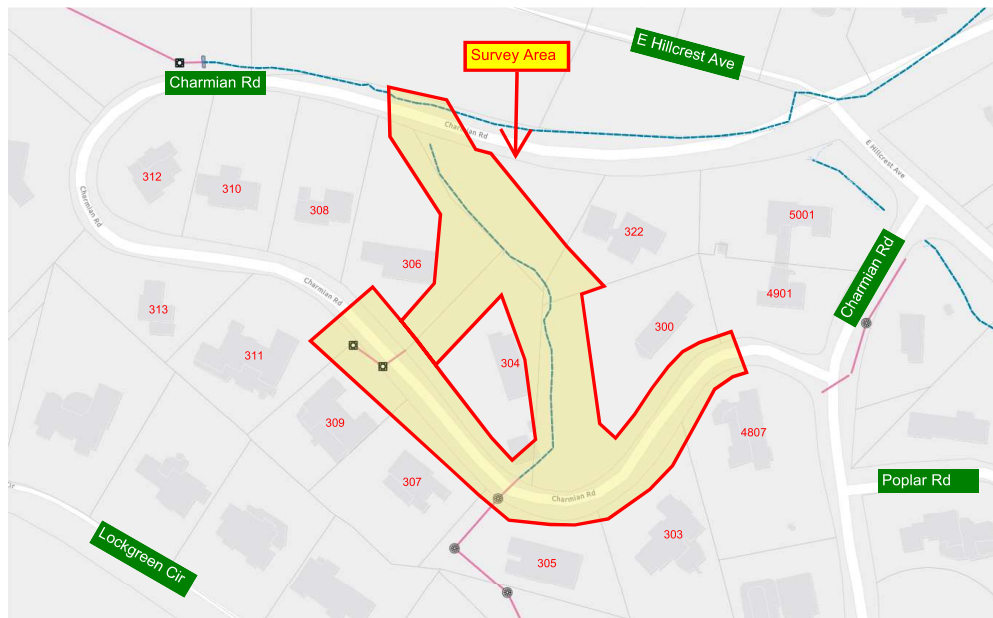 E Hillcrest Ave
Survey Area
Charmian Rd
Charmian Rd
E Hillcrest Ave
312
310
Charmian Rd
308
5001
322
306
Charmian Rd
Charmian Rd
4901
313
300
311
304
309
4807
307
Poplar Rd
Charmian Rd
303
Lockgreen Cir
305